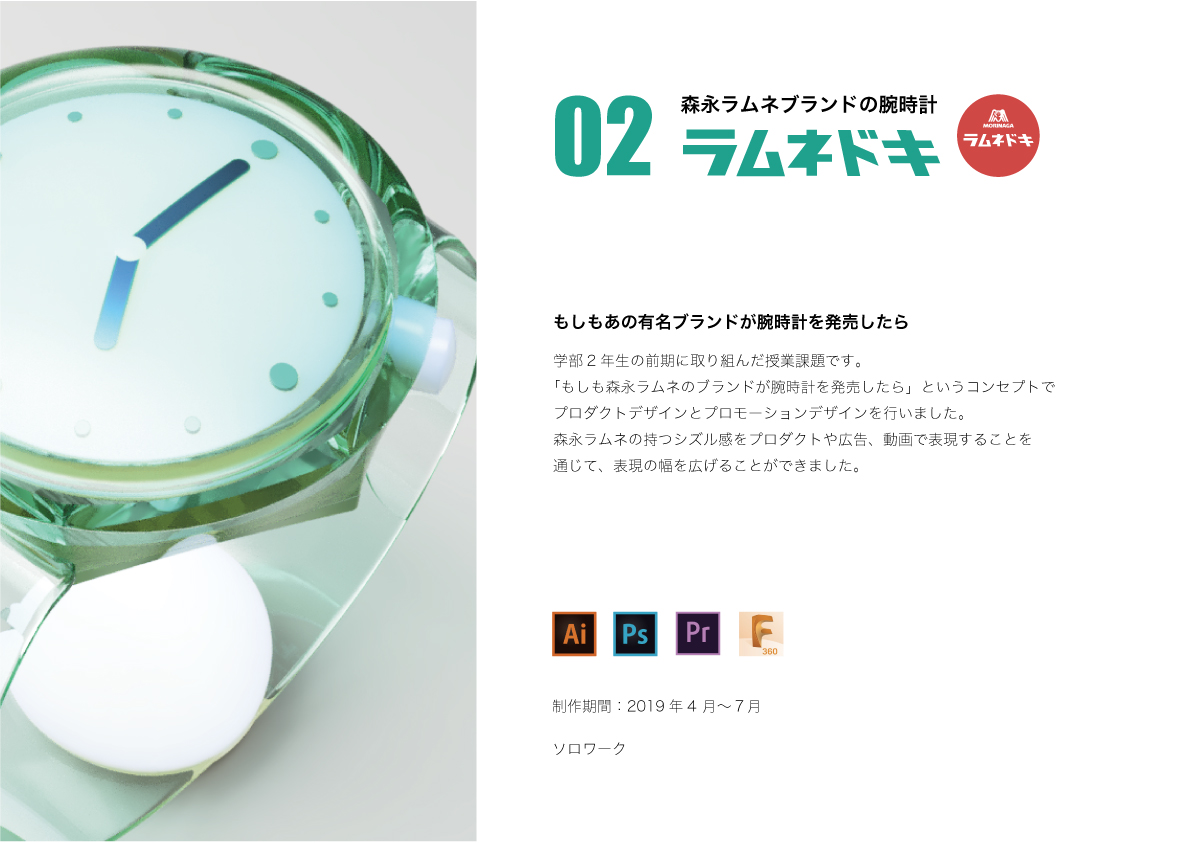 02
森永ラムネブランドの腕時計
ラムネドキ
MORINAGA
ラムネドキ
もしもあの有名ブランドが腕時計を発売したら
学部2年生の前期に取り組んだ授業課題です。
「もしも森永ラムネのブランドが腕時計を発売したら」というコンセプトで
プロダクトデザインとプロモーションデザインを行いました。
森永ラムネの持つシズル感をプロダクトや広告、動画で表現することを
通じて、表現の幅を広げることができました。
Ai Ps Pr F 360
制作期間：2019年4月〜7月
ソロワーク